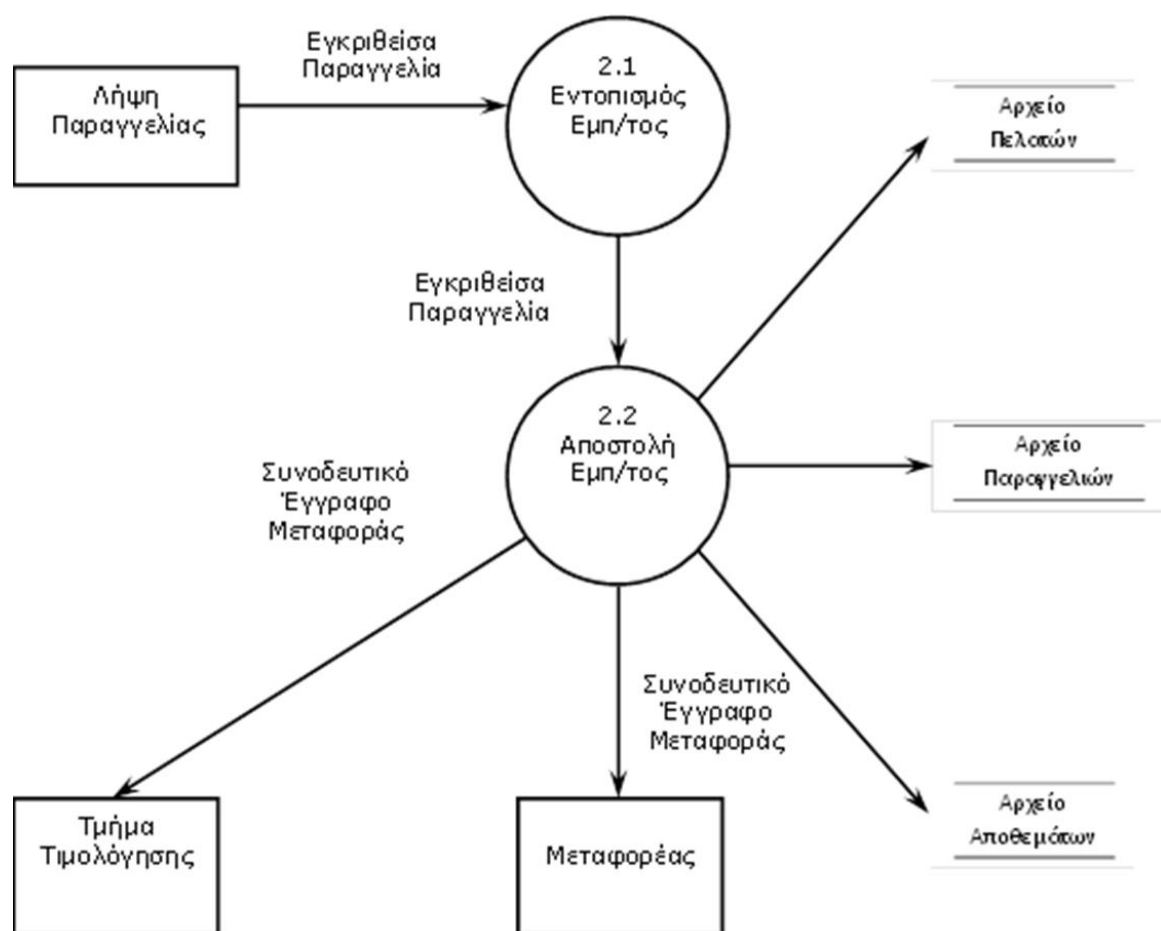 Λήψη
Παραγγελίας
Εγκριθείσα
Παραγγελία
2.1
Εντοπισμός
Εμπ/τος
Αρχείο
Πελατών
Εγκριθείσα
Παραγγελία
2.2
Αποστολή
Εμπ/τος
Αρχείο
Παραγγελιών
Συνοδευτικό
Έγγραφο
Μεταφοράς
Συνοδευτικό
Έγγραφο
Μεταφοράς
Τμήμα
Τιμολόγησης
Μεταφορέας
Αρχείο
Αποθεμάτων